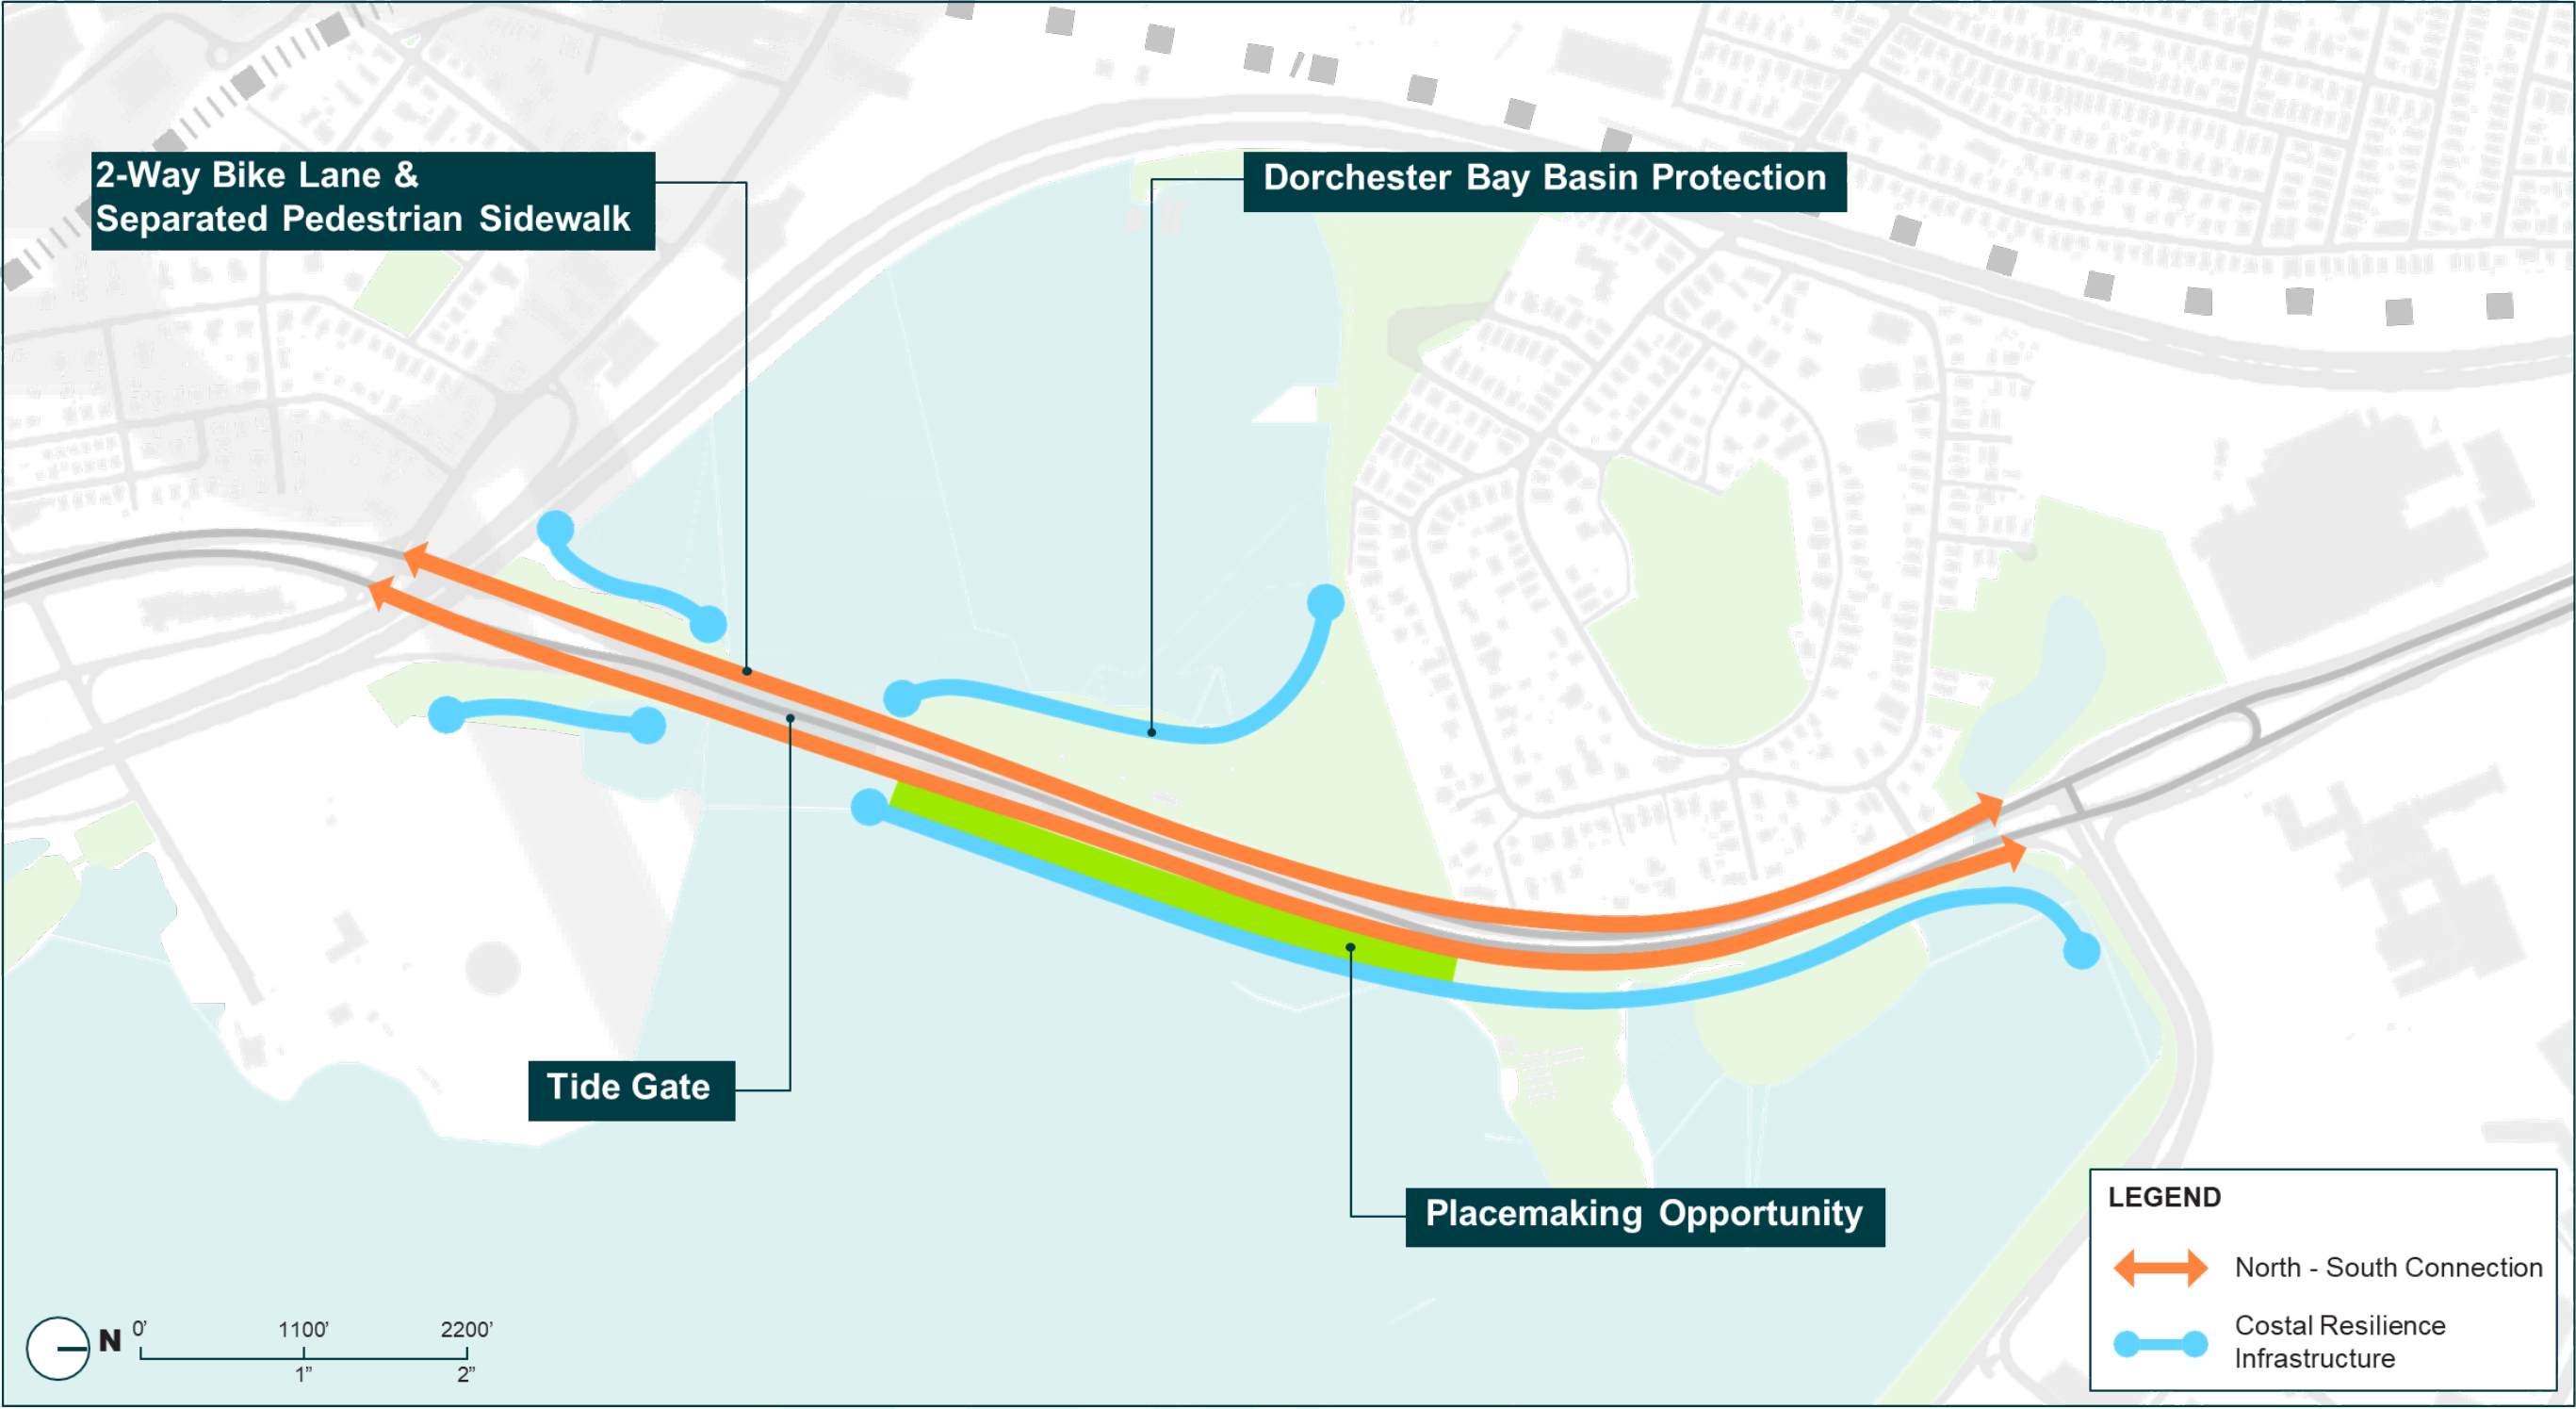 2-Way Bike Lane &
Separated Pedestrian Sidewalk
Dorchester Bay Basin Protection
Tide Gate
Placemaking Opportunity
LEGEND
North - South Connection
Costal Resilience
Infrastructure
N
0’ 1100’ 2200’
1” 2”